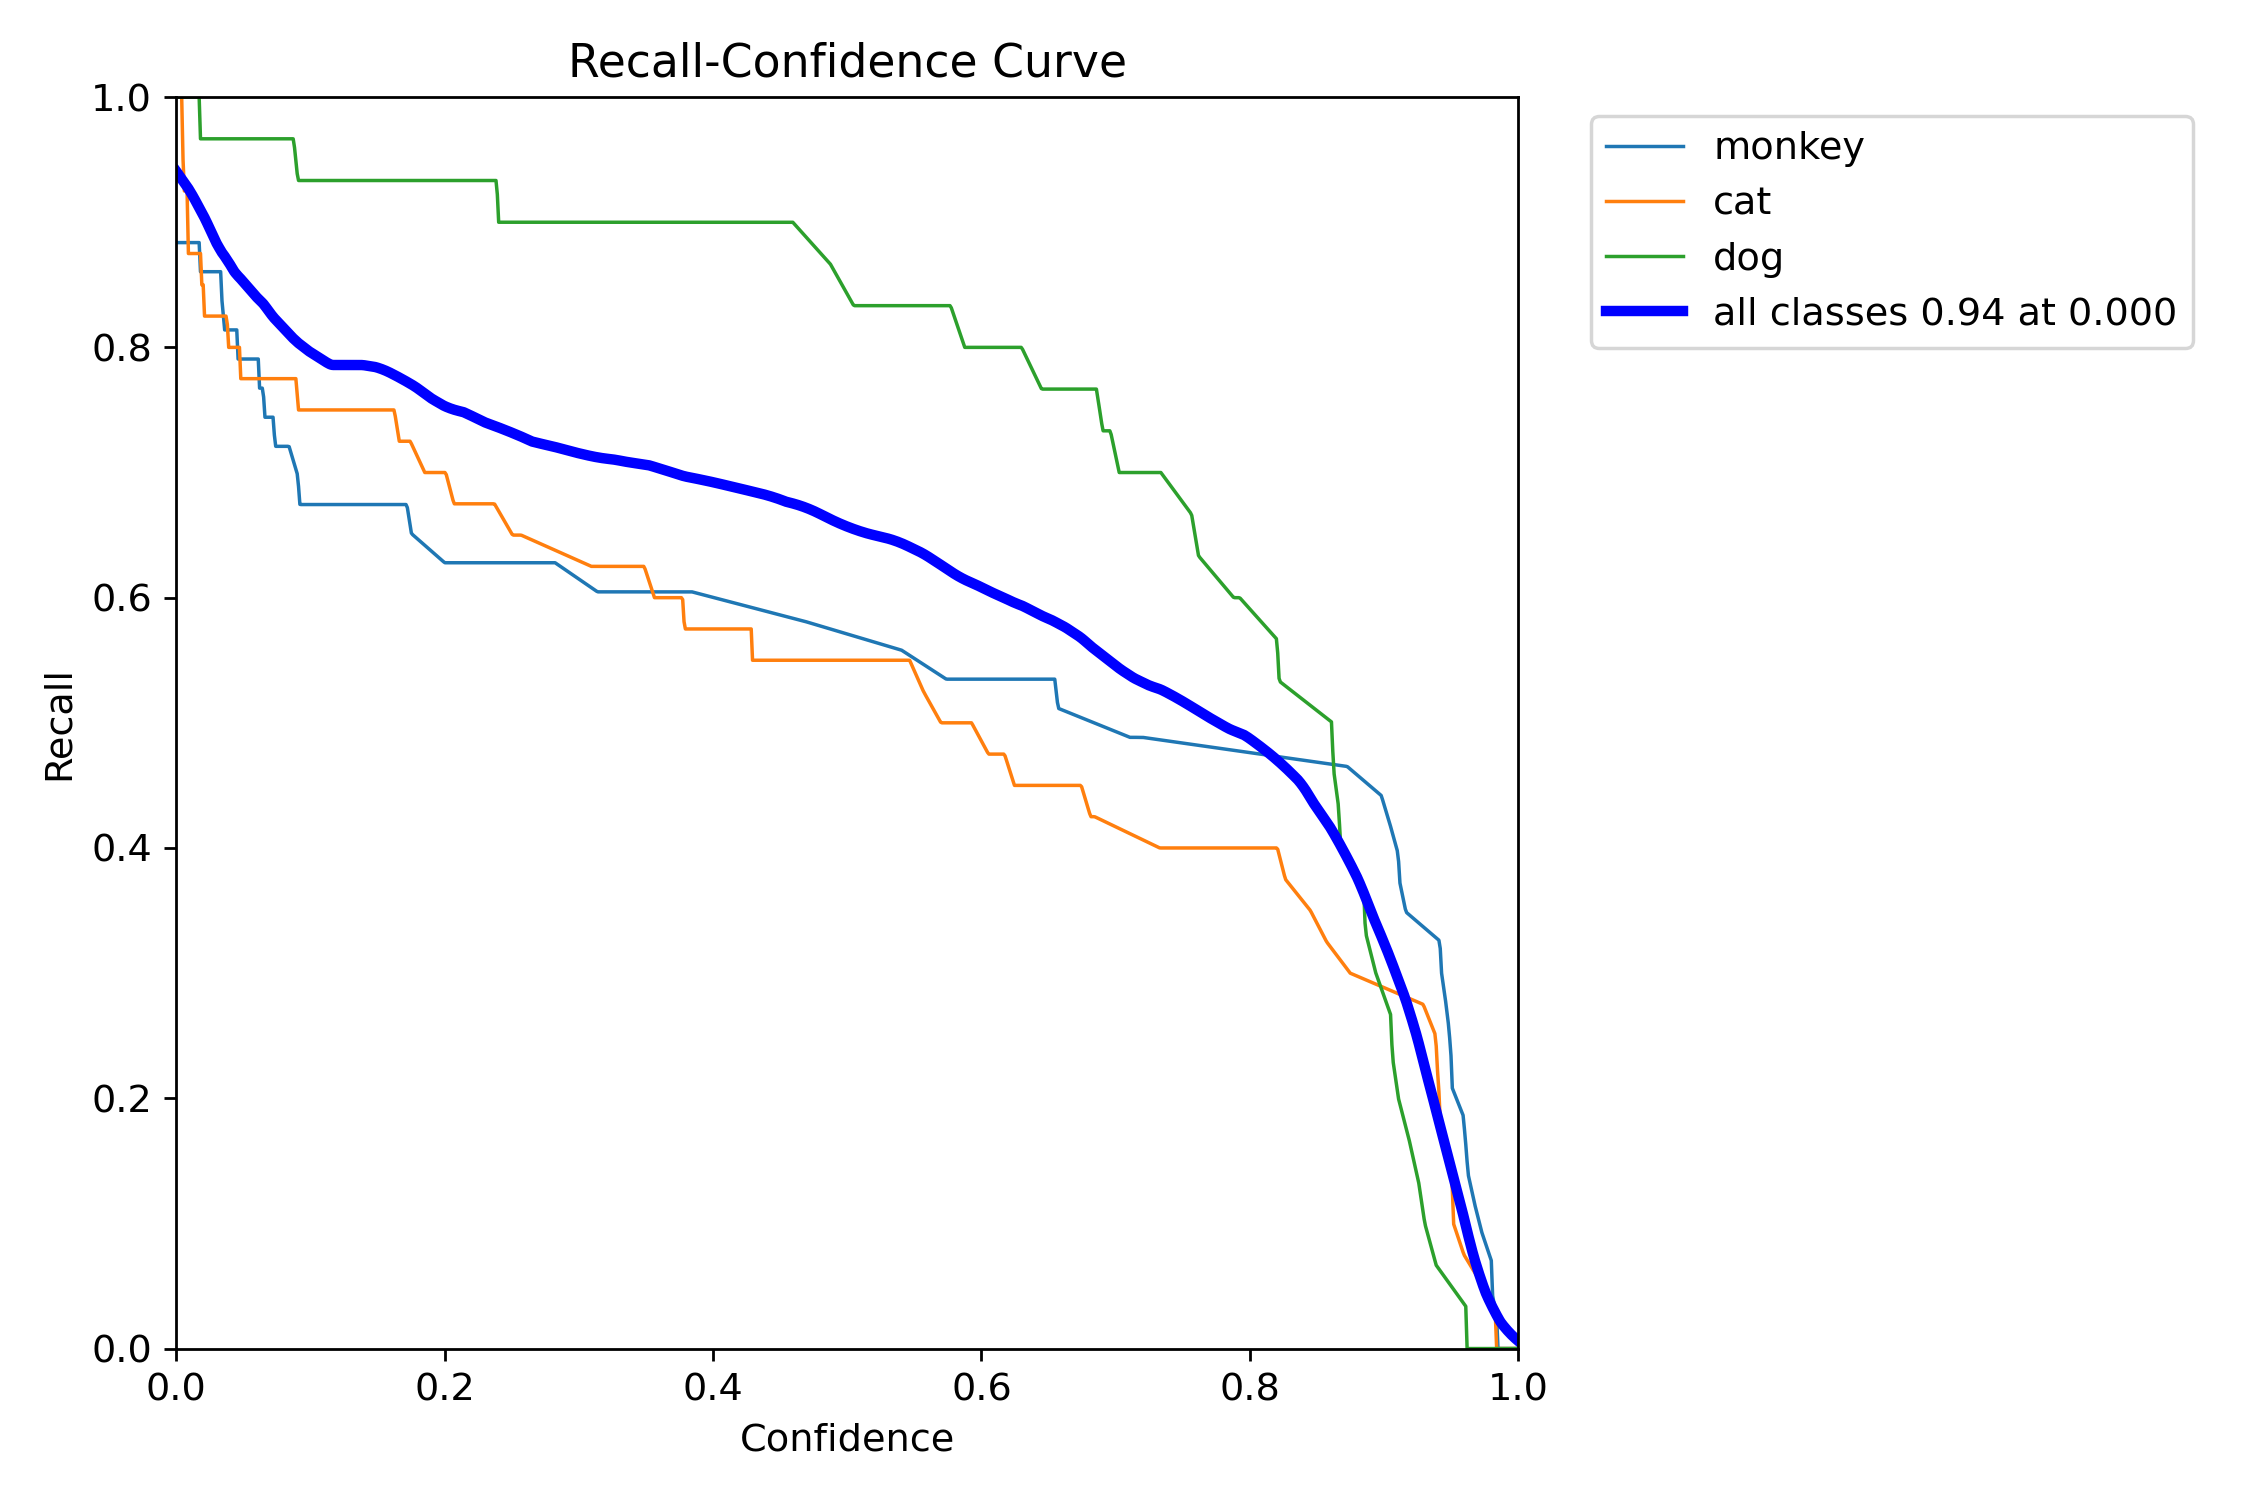 Recall-Confidence Curve
1.0
0.8
0.6
0.4
0.2
0.0
Recall
0.0 0.2 0.4 0.6 0.8 1.0
Confidence
monkey
cat
dog
all classes 0.94 at 0.000